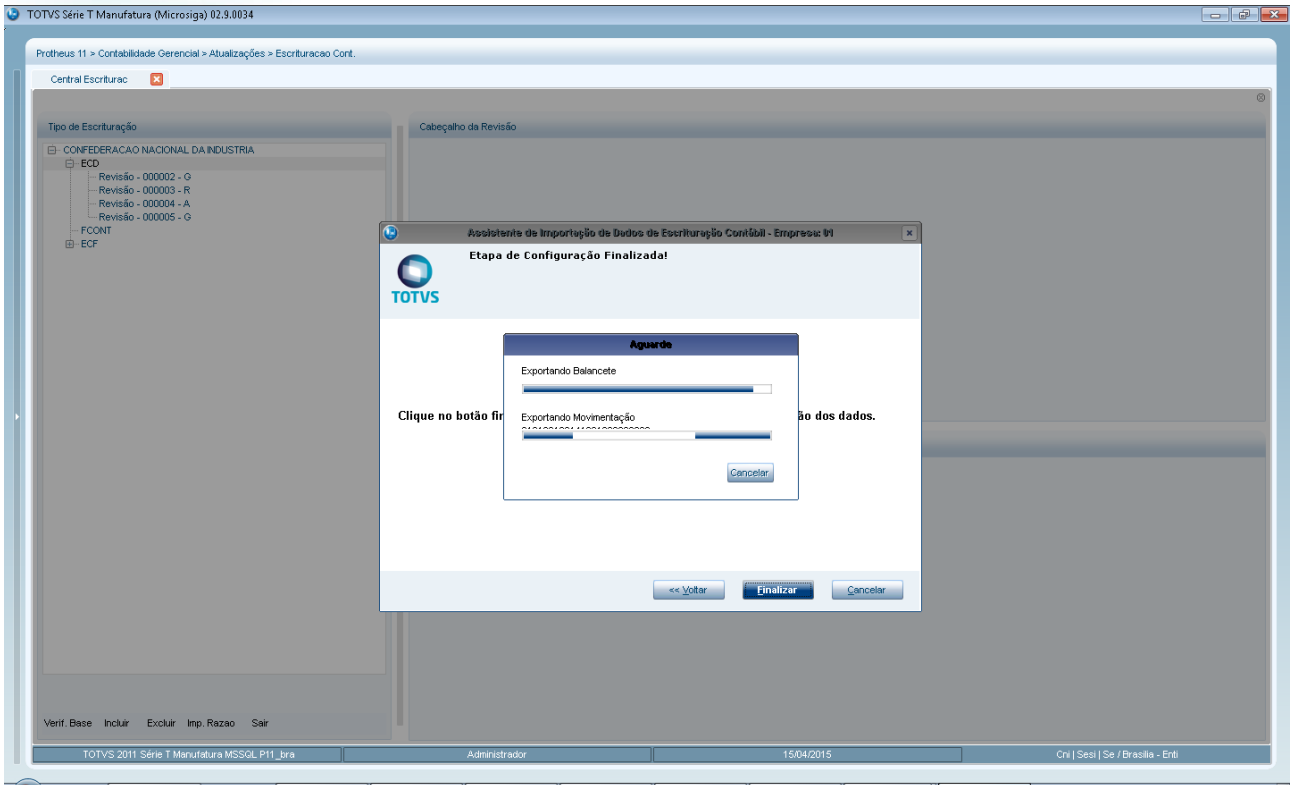 TOTVS Série T Manufatura (Microsiga) 02.9.0034
Protheus 11 > Contabilidade Gerencial > Atualizações > Escrituracao Cont.
Central Escriturac
Tipo de Escrituração
Cabeçalho da Revisão
CONFEDERACAO NACIONAL DA INDUSTRIA
ECD
Revisão - 000002 - G
Revisão - 000003 - R
Revisão - 000004 - A
Revisão - 000005 - G
FCONT
ECF
Assistente de Importação de Dados de Escrituração Contábil - Empresa: 01
Etapa de Configuração Finalizada!
TOTVS
Aguarde
Exportando Balancete
Clique no botão fin
ão dos dados.
Exportando Movimentação
Cancelar
<< Voltar
Finalizar
Cancelar
Verif. Base Incluir Excluir Imp. Razao Sair
TOTVS 2011 Série T Manufatura MSSQL P11_bra
Administrador
15/04/2015
Cni | Sesi | Se / Brasilia - Enti